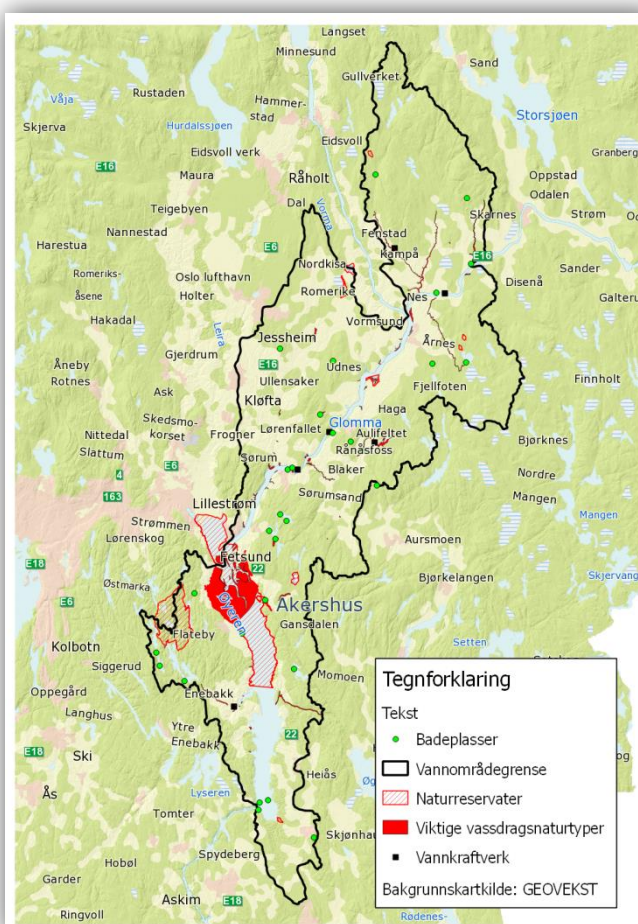 Langset
Minnesund
Sand
Gullverket
Våja
Rustaden
Hammer-
stad
Storsjøen
Skjerva
Hurdalssjøen
Eidsvoll
Granberg
E16
Eidsvoll verk
Maura
Råholt
Oppstad
Odalen
Teigebyen
Dal
Vorma
Skarnes
Strøm
Nannestad
Fenstad
Kampå
Harestua
E6
Nordkisa
E16
Sander
Romeriks-
åsene
Oslo lufthavn
Holter
Romerike
Nes
Disenå
Galteru
Hakadal
Leira
Vormsund
Jessheim
Årnes
Åneby
Rotnes
Gjerdrum
E16
Udnes
Finnholt
Ullensaker
Fjellfoten
Ask
Kløfta
Haga
Nittedal
Skedsmo-
korset
Frogner
Lørenfallet
Glomma
Aulifeltet
Bjørknes
Slattum
Rånåsfoss
4
E6
Sørum
Blaker
Nordre
163
Mangen
Lillestrøm
Sørumsand
Mangen
Strømmen
Lørenskog
Aursmoen
E18
Fetsund
22
Bjørkelangen
Skjervang
Østmarka
E6
Akershus
Øyeren
Kolbotn
Flateby
Gansdalen
Setten
Siggerud
Momoen
Oppegård
Enebakk
Langhus
Ytre
Enebakk
22
E18
Ski
Heiås
Ås
Lyseren
Tomter
Skjønhau
Hobøl
Spydeberg
Garder
Askim
E18
Ringvoll
Rødenes-
Tegnforklaring
Tekst
Badeplasser
Vannområdegrense
Naturreservater
Viktige vassdragsnaturtyper
Vannkraftverk
Bakgrunnskartkilde: GEOVEKST